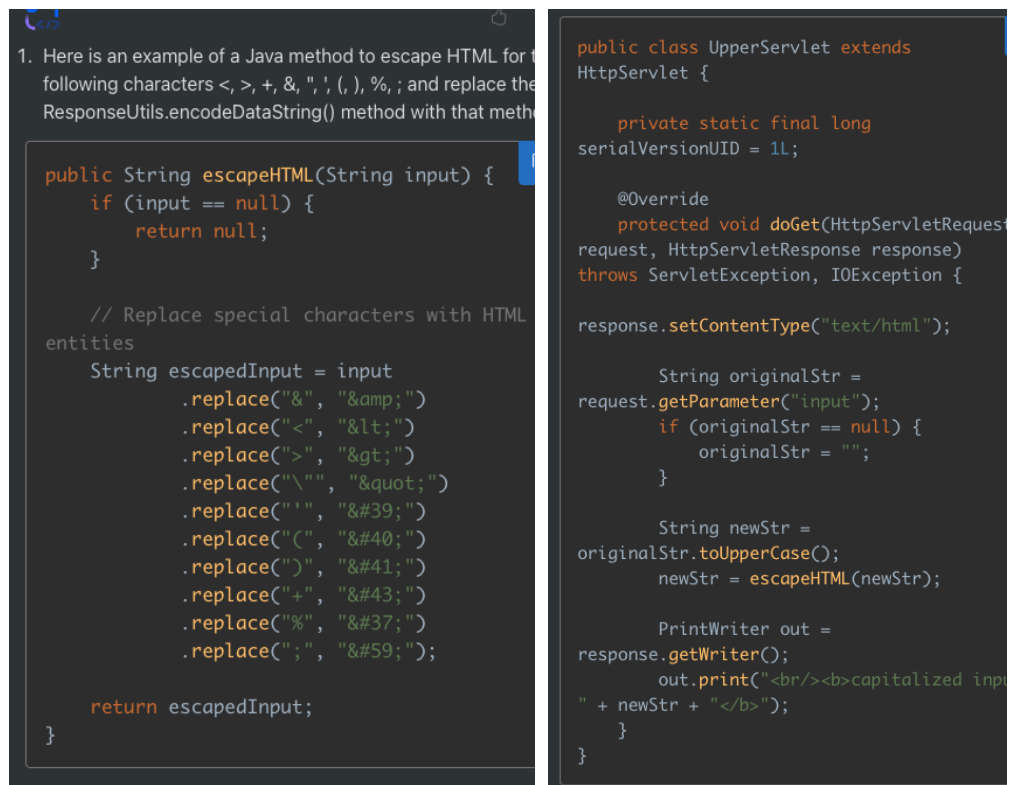 1. Here is an example of a Java method to escape HTML for t
following characters <, >, +, &, ", ', (, ), %, ; and replace the
ResponseUtils.encodeDataString() method with that meth
public String escapeHTML(String input) {
    if (input == null) {
        return null;
    }
    // Replace special characters with HTML
entities
    String escapedInput = input
            .replace("&", "&amp;")
            .replace("<", "&lt;")
            .replace(">", "&gt;")
            .replace("\"", "&quot;")
            .replace("'", "&#39;")
            .replace("(", "&#40;")
            .replace(")", "&#41;")
            .replace("+", "&#43;")
            .replace("%", "&#37;")
            .replace(";", "&#59;");
    return escapedInput;
}
public class UpperServlet extends
HttpServlet {
    private static final long
serialVersionUID = 1L;
    @Override
    protected void doGet(HttpServletRequest
request, HttpServletResponse response)
throws ServletException, IOException {
response.setContentType("text/html");
        String originalStr =
request.getParameter("input");
        if (originalStr == null) {
            originalStr = "";
        }
        String newStr =
originalStr.toUpperCase();
        newStr = escapeHTML(newStr);
        PrintWriter out =
response.getWriter();
        out.print("<br/><b>capitalized inpu
" + newStr + "</b>");
    }
}